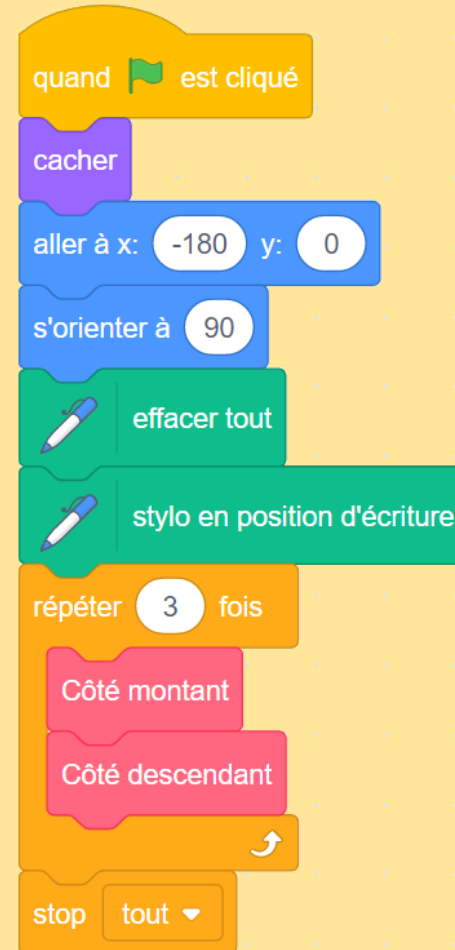 quand est cliqué
cacher
aller à x: -180 y: 0
s'orienter à 90
effacer tout
stylo en position d'écriture
répéter 3 fois
Côté montant
Côté descendant
stop tout